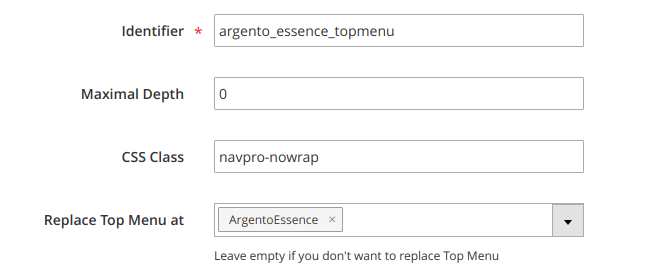 Identifier * argento_essence_topmenu
Maximal Depth 0
CSS Class navpro-nowrap
Replace Top Menu at ArgentoEssence ×
Leave empty if you don't want to replace Top Menu